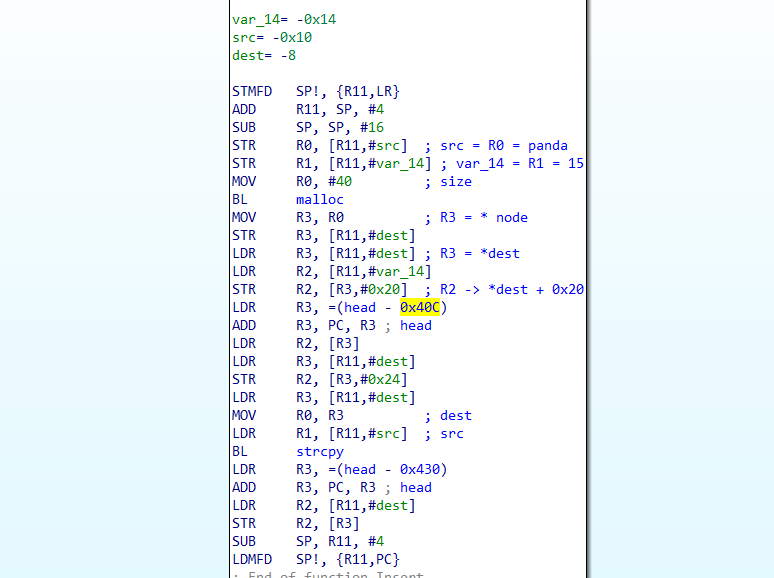 var_14= -0x14
src= -0x10
dest= -8
STMFD SP!, {R11,LR}
ADD R11, SP, #4
SUB SP, SP, #16
STR R0, [R11,#src] ; src = R0 = panda
STR R1, [R11,#var_14] ; var_14 = R1 = 15
MOV R0, #40 ; size
BL malloc
MOV R3, R0 ; R3 = * node
STR R3, [R11,#dest]
LDR R3, [R11,#dest] ; R3 = *dest
LDR R2, [R11,#var_14]
STR R2, [R3,#0x20] ; R2 -> *dest + 0x20
LDR R3, =(head - 0x40C)
ADD R3, PC, R3 ; head
LDR R2, [R3]
LDR R3, [R11,#dest]
STR R2, [R3,#0x24]
LDR R3, [R11,#dest]
MOV R0, R3 ; dest
LDR R1, [R11,#src] ; src
BL strcpy
LDR R3, =(head - 0x430)
ADD R3, PC, R3 ; head
LDR R2, [R11,#dest]
STR R2, [R3]
SUB SP, R11, #4
LDMFD SP!, {R11,PC}
; End of function Insert